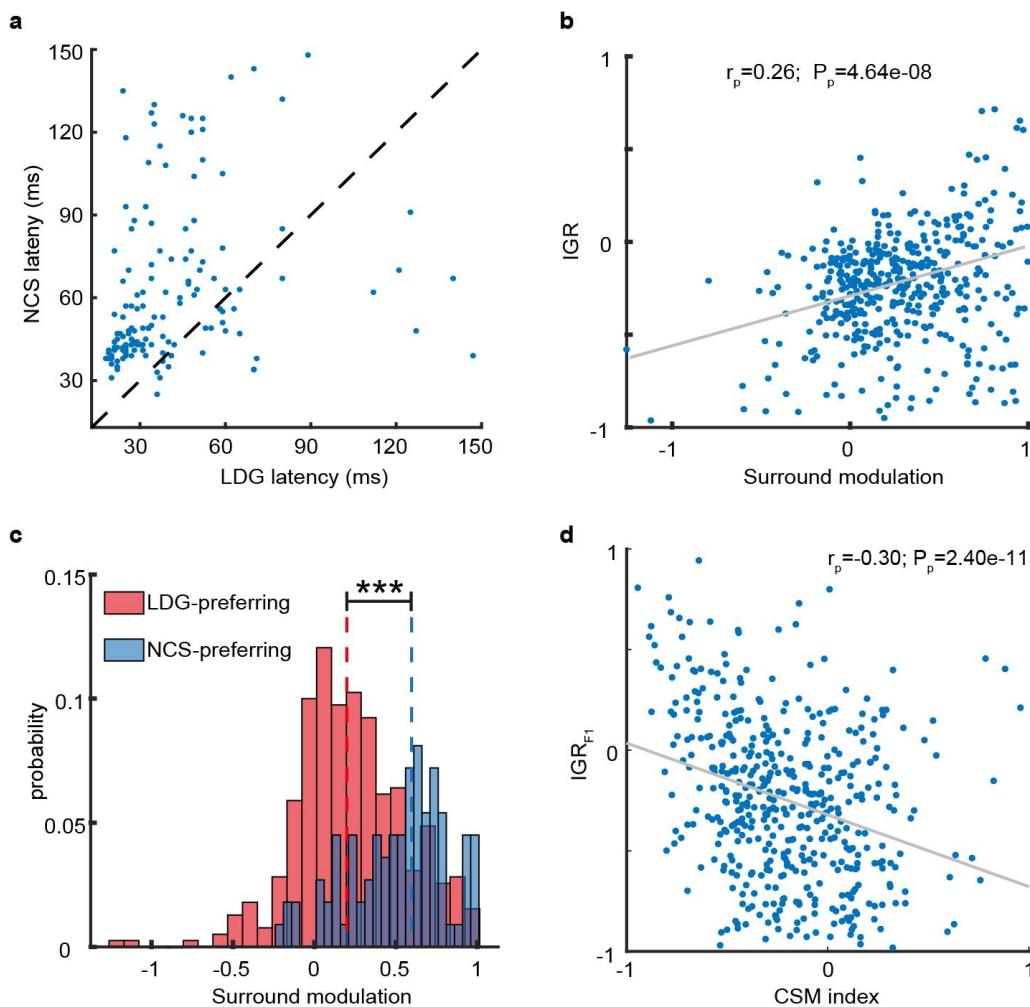 a
150
120
90
60
30
NCS lateny (ms)
30 60 90 120 150
LDG latency (ms)
b
r_p=0.26; P_p=4.64e-08
1
0
-1
IGR
-1 0 1
Surround modulation
c
0.15
0.1
0.05
0
probability
LDG-preferring
NCS-preferring
***
-1 -0.5 0 0.5 1
Surround modulation
d
r_p=-0.30; P_p=2.40e-11
1
0
-1
IGR_F1
-1 0 1
CSM index